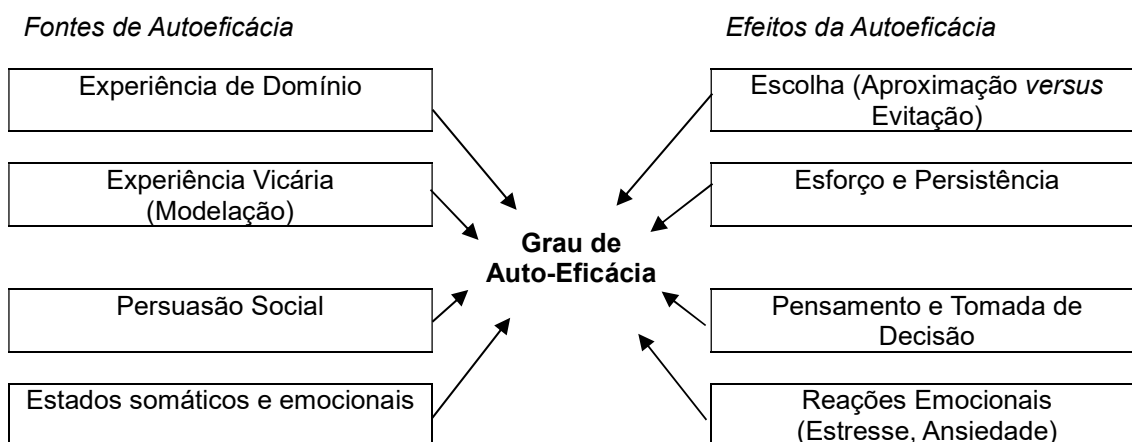 Fontes de Autoeficácia
Efeitos da Autoeficácia
Experiência de Domínio
Escolha (Aproximação versus
Evitação)
Experiência Vicária
(Modelação)
Esforço e Persistência
Grau de
Auto-Eficácia
Persuasão Social
Pensamento e Tomada de
Decisão
Estados somáticos e emocionais
Reações Emocionais
(Estresse, Ansiedade)